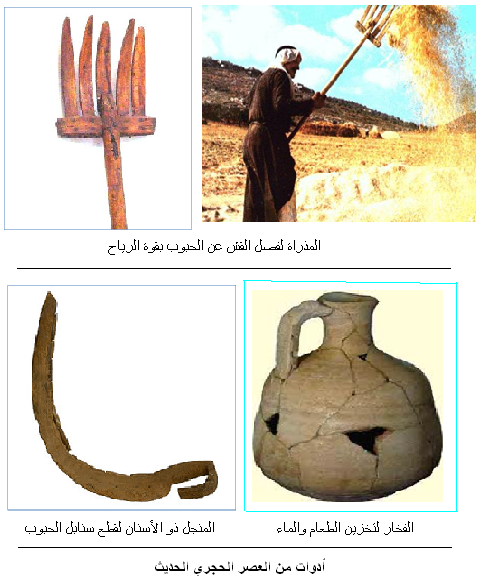 المذراة لفصل القش عن الحبوب بقوة الرياح
الفخار لتخزين الطعام والماء
المنجل ذو الأسنان لقطع سنابل الحبوب
أدوات من العصر الحجري الحديث